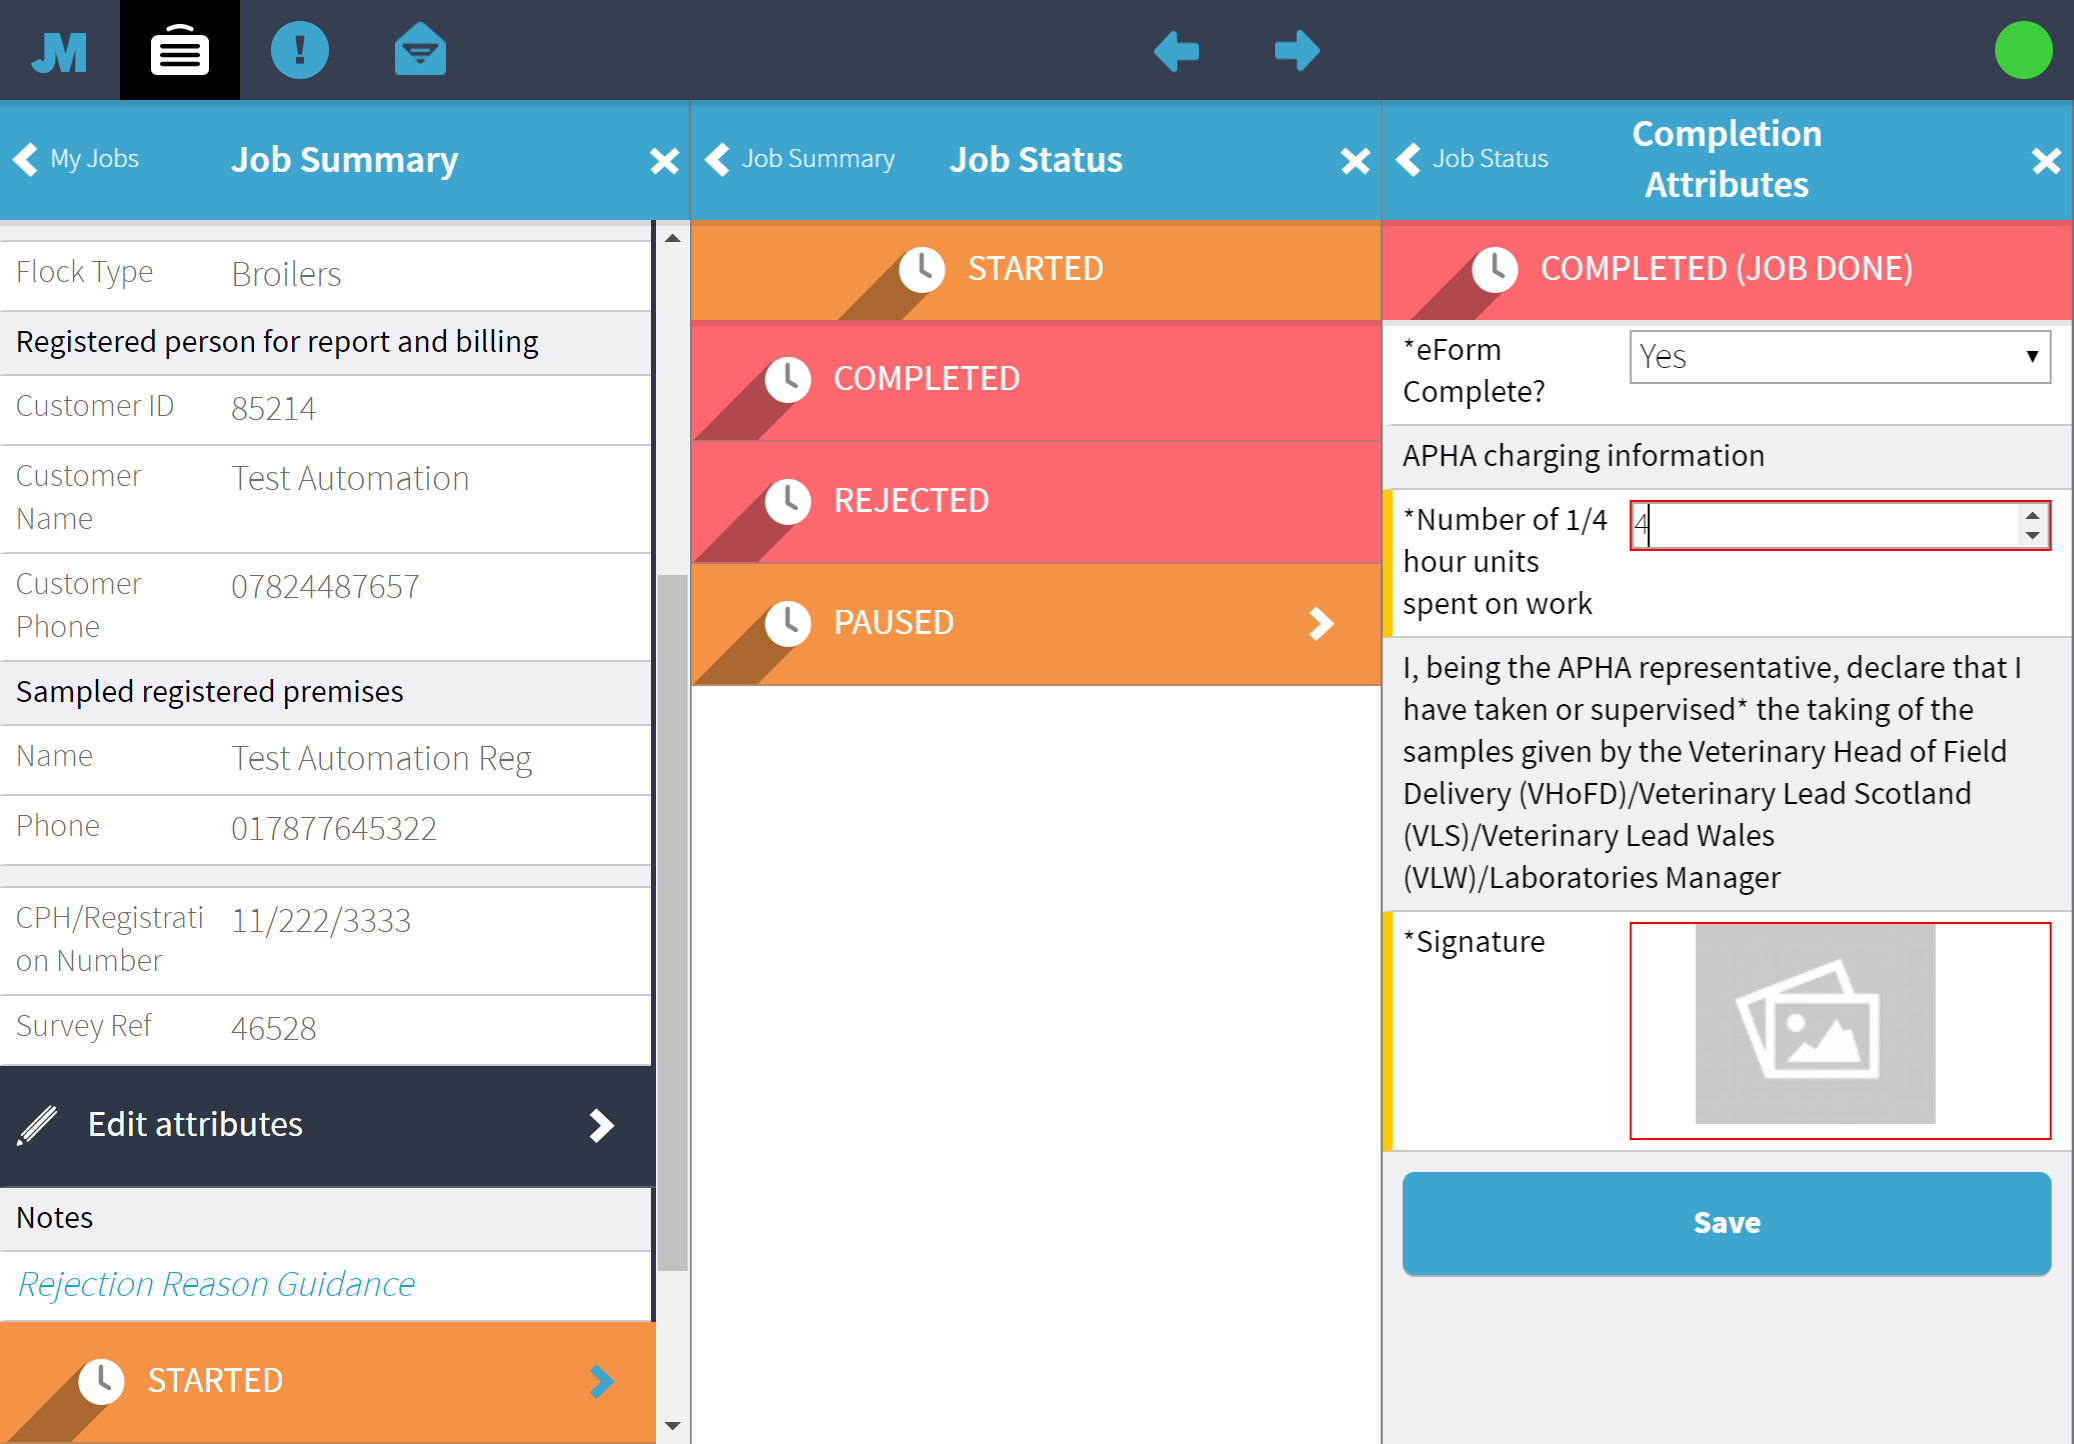 JM
My Jobs
Job Summary
Job Summary
Job Status
Job Status
Completion
Attributes
Flock Type
Broilers
Registered person for report and billing
Customer ID
85214
Customer
Name
Test Automation
Customer
Phone
07824487657
Sampled registered premises
Name
Test Automation Reg
Phone
017877645322
CPH/Registrati
on Number
11/222/3333
Survey Ref
46528
Edit attributes
Notes
Rejection Reason Guidance
STARTED
STARTED
COMPLETED
REJECTED
PAUSED
COMPLETED (JOB DONE)
*eForm
Complete?
Yes
APHA charging information
*Number of 1/4
hour units
spent on work
4
I, being the APHA representative, declare that I
have taken or supervised* the taking of the
samples given by the Veterinary Head of Field
Delivery (VHoFD)/Veterinary Lead Scotland
(VLS)/Veterinary Lead Wales
(VLW)/Laboratories Manager
*Signature
Save